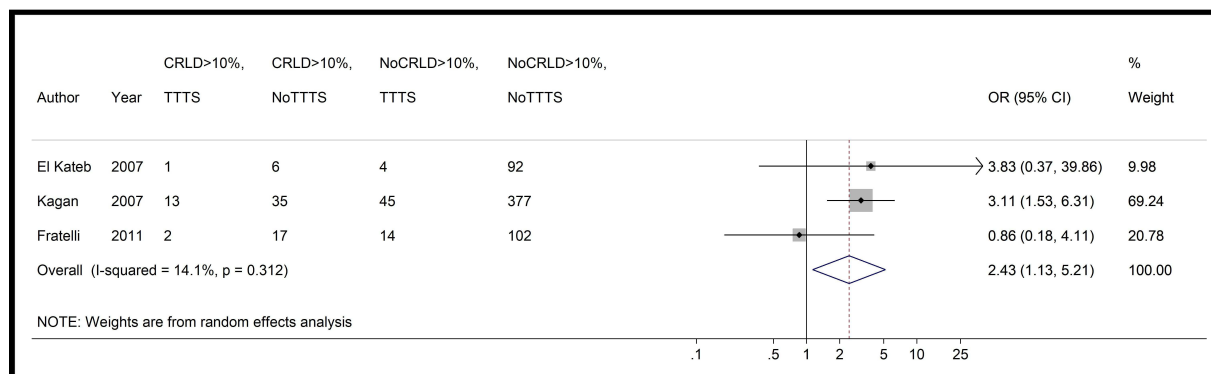 CRLD>10%, CRLD>10%, NoCRLD>10%, NoCRLD>10%, %
Author Year TTTS NoTTTS TTTS NoTTTS OR (95% CI) Weight
El Kateb 2007 1 6 4 92 3.83 (0.37, 39.86) 9.98
Kagan 2007 13 35 45 377 3.11 (1.53, 6.31) 69.24
Fratelli 2011 2 17 14 102 0.86 (0.18, 4.11) 20.78
Overall (I-squared = 14.1%, p = 0.312) 2.43 (1.13, 5.21) 100.00
NOTE: Weights are from random effects analysis
.1 .5 1 2 5 10 25